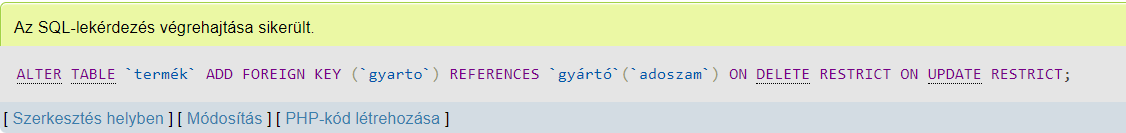 Az SQL-lekérdezés végrehajtása sikerült.
ALTER TABLE `termék` ADD FOREIGN KEY (`gyarto`) REFERENCES `gyártó`(`adoszam`) ON DELETE RESTRICT ON UPDATE RESTRICT;
[ Szerkesztés helyben ] [ Módosítás ] [ PHP-kód létrehozása ]